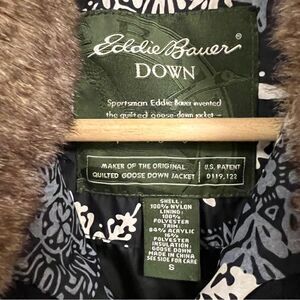 Eddie Bauer
DOWN
Sportsman Eddie Bauer invented
the quilted goose-down jacket -
MAKER OF THE ORIGINAL
QUILTED GOOSE DOWN JACKET
U.S. PATENT
D119,122
SHELL:
100% NYLON
LINING:
100%
POLYESTER
TRIM:
84% ACRYLIC
16%
POLYESTER
INSULATION:
GOOSE DOWN
MADE IN CHINA
SEE SIDE FOR CARE
S